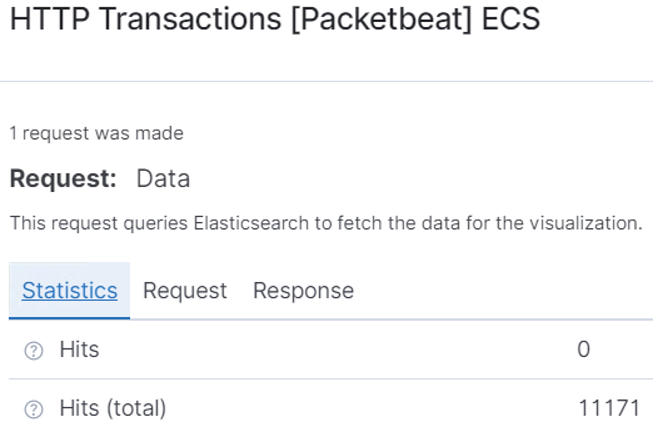 HTTP Transactions [Packetbeat] ECS
1 request was made
Request: Data
This request queries Elasticsearch to fetch the data for the visualization.
Statistics Request Response
? Hits 0
? Hits (total) 11171